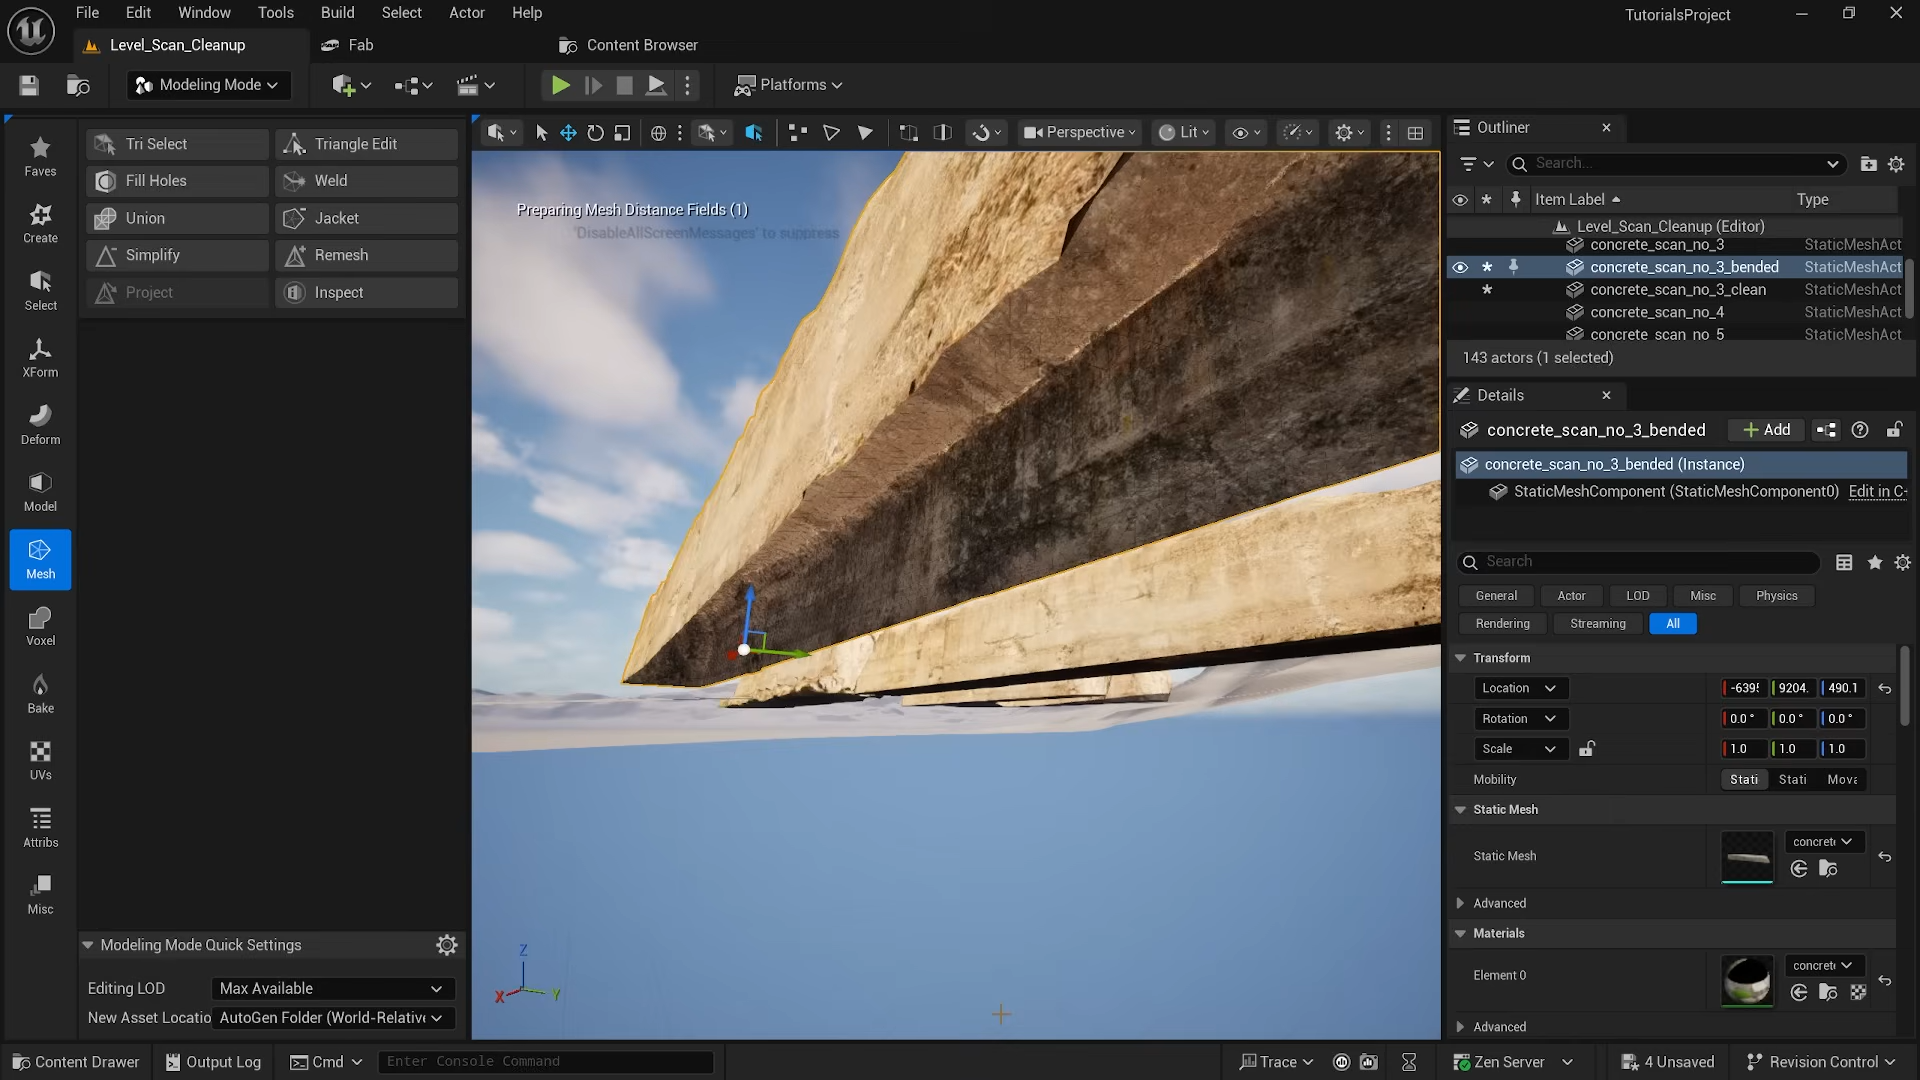 File Edit Window Tools Build Select Actor Help
TutorialsProject
Level_Scan_Cleanup
Fab
Content Browser
Modeling Mode
Platforms
Faves
Create
Select
XForm
Deform
Model
Mesh
Voxel
Bake
UVs
Attribs
Misc
Tri Select
Triangle Edit
Fill Holes
Weld
Union
Jacket
Simplify
Remesh
Project
Inspect
Modeling Mode Quick Settings
Editing LOD
Max Available
New Asset Locatio
AutoGen Folder (World-Relative
Perspective
Lit
Preparing Mesh Distance Fields (1)
'DisableAllScreenMessages' to suppress
Z
X
Y
Outliner
Search...
Item Label
Type
Level_Scan_Cleanup (Editor)
concrete_scan_no_3 StaticMeshAct
concrete_scan_no_3_bended StaticMeshAct
concrete_scan_no_3_clean StaticMeshAct
concrete_scan_no_4 StaticMeshAct
concrete_scan_no_5 StaticMeshAct
143 actors (1 selected)
Details
concrete_scan_no_3_bended
Add
concrete_scan_no_3_bended (Instance)
StaticMeshComponent (StaticMeshComponent0) Edit in C+
Search
General Actor LOD Misc Physics
Rendering Streaming All
Transform
Location 9204. 490.1
Rotation 0.0° 0.0° 0.0°
Scale 1.0 1.0 1.0
Mobility Stati Stati Mova
Static Mesh
Static Mesh
concrete
Advanced
Materials
Element 0
concrete
Advanced
Content Drawer
Output Log
Cmd
Enter Console Command
Trace
Zen Server
4 Unsaved
Revision Control